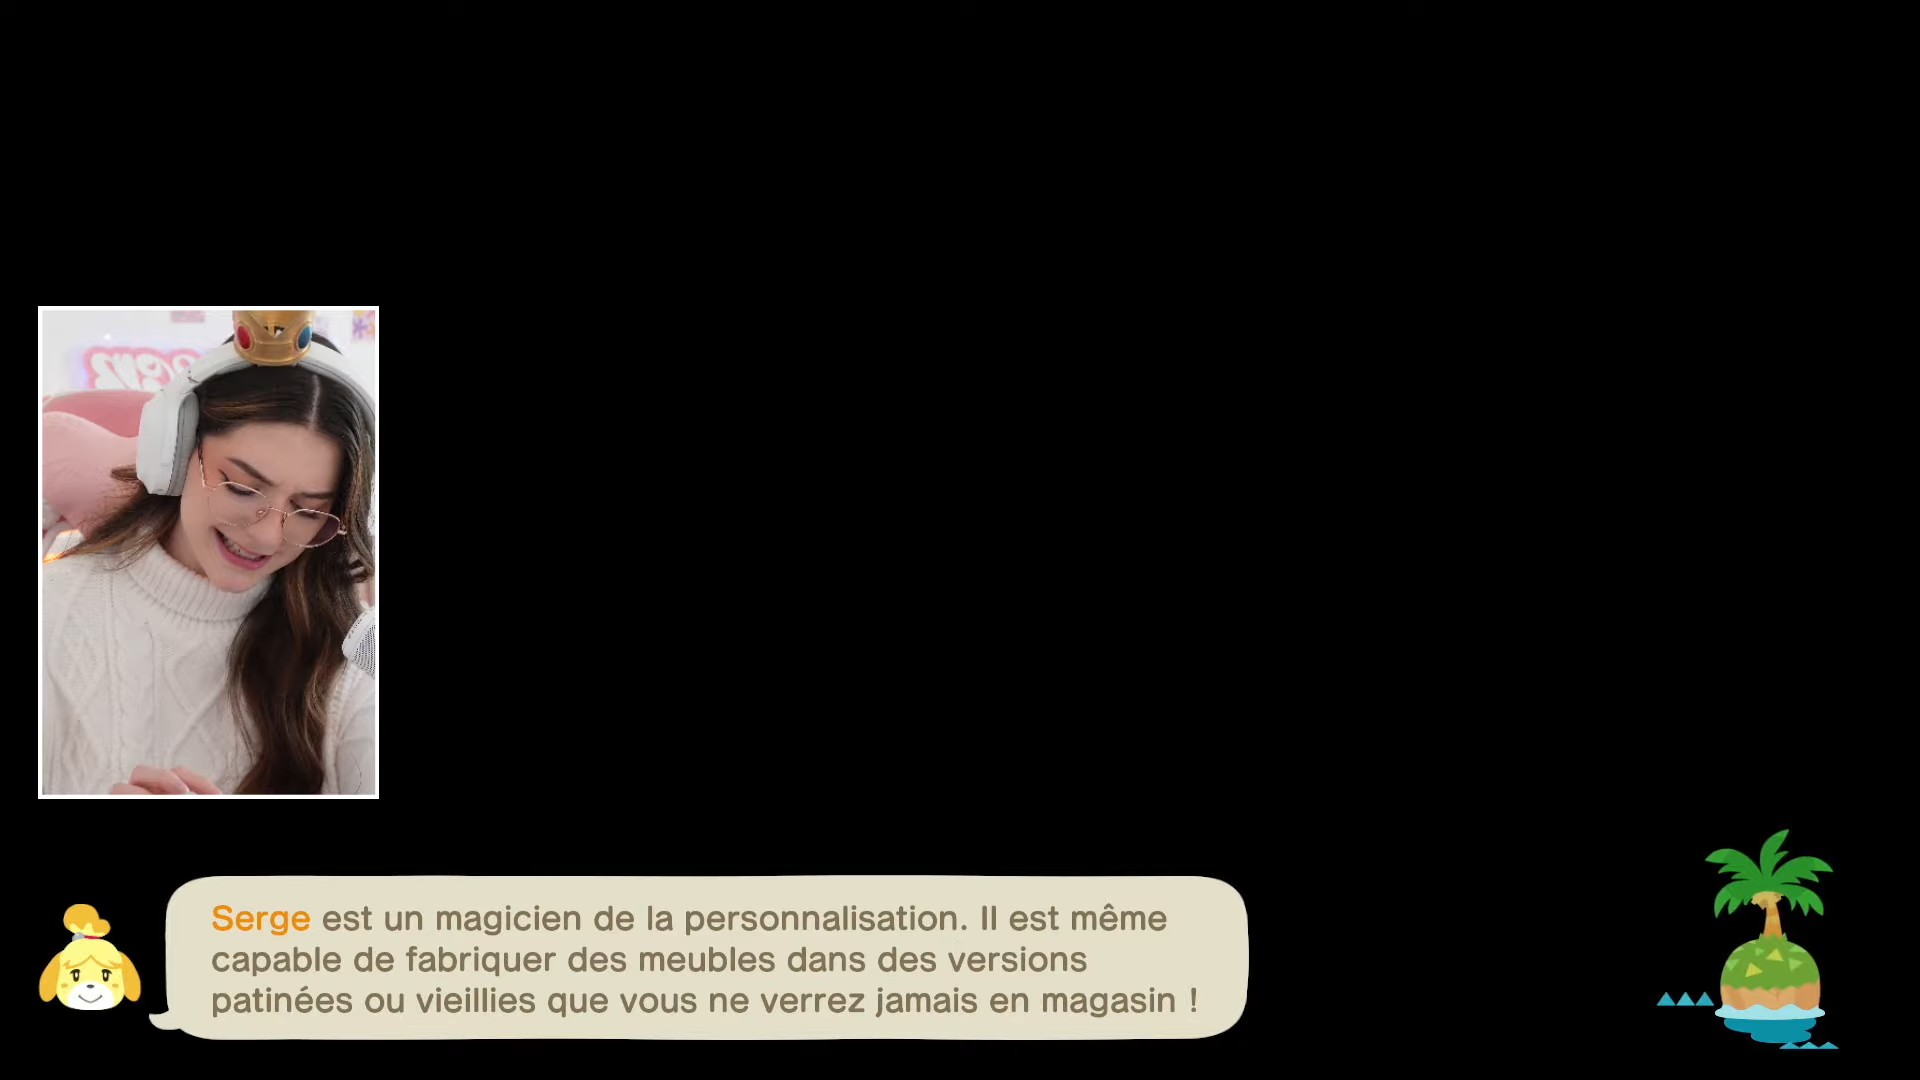 Serge est un magicien de la personnalisation. Il est même
capable de fabriquer des meubles dans des versions
patinées ou vieillies que vous ne verrez jamais en magasin !